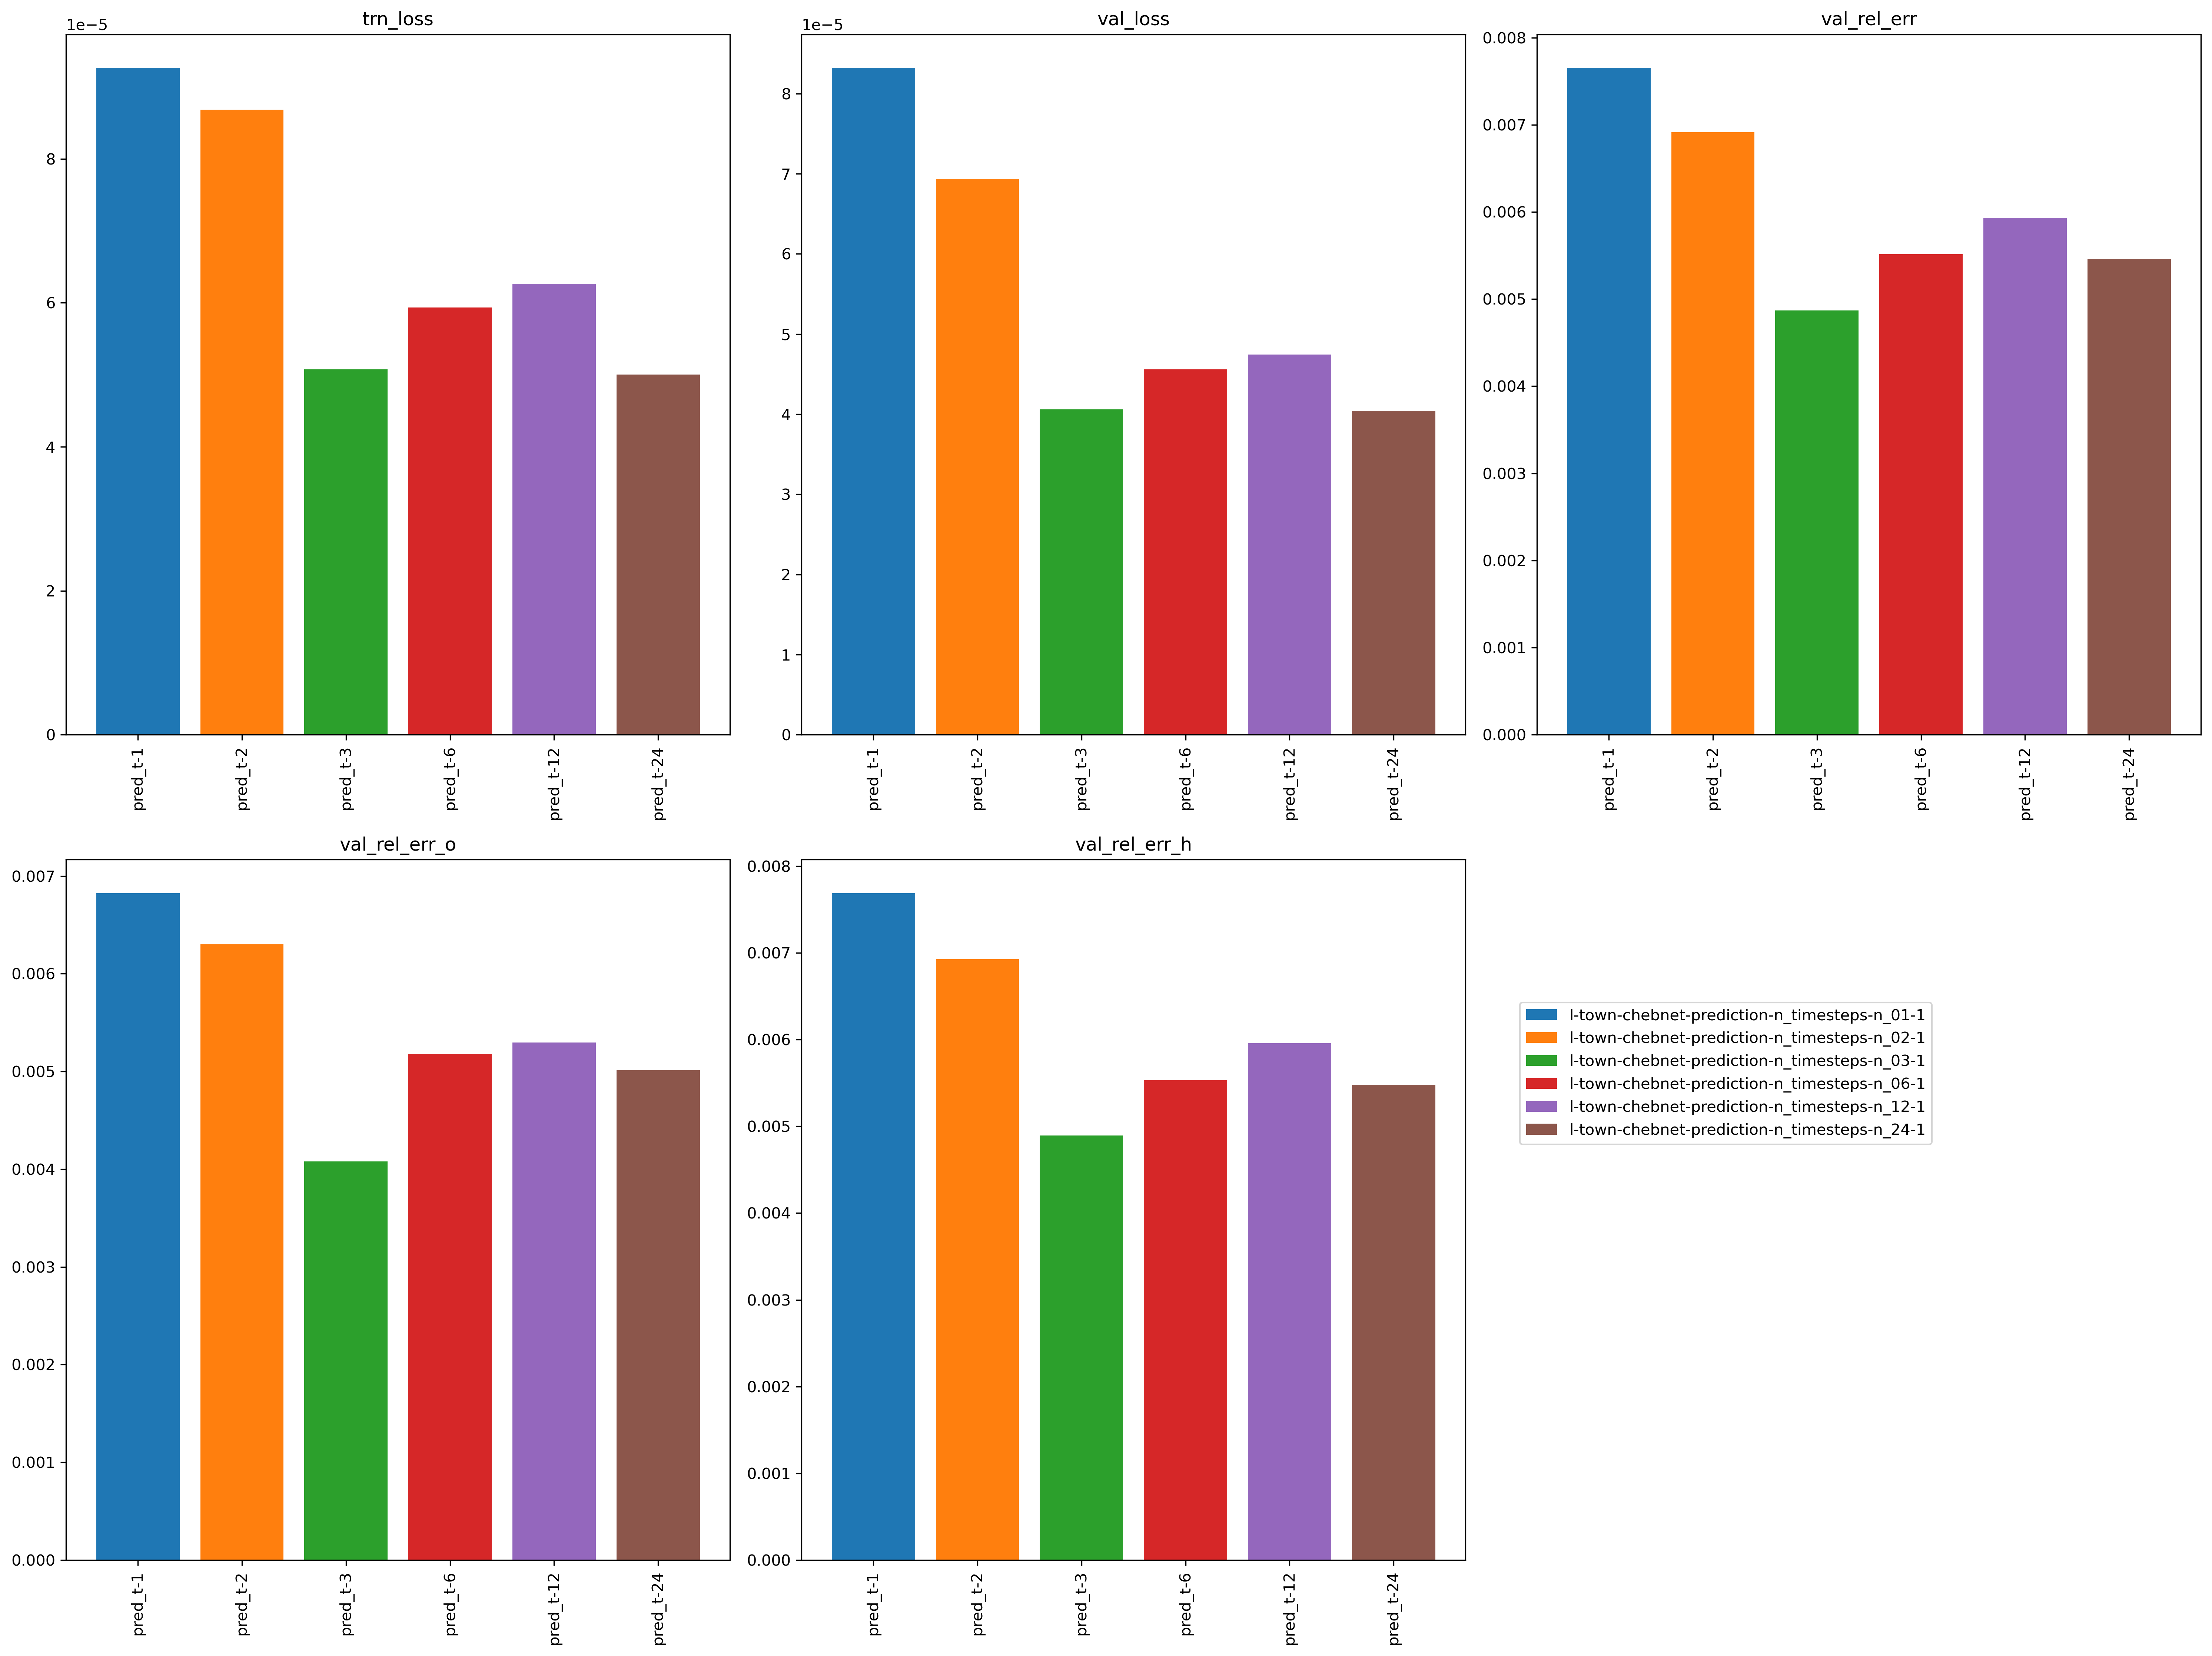 trn_loss
1e−5
8
6
4
2
0
pred_t-1
pred_t-2
pred_t-3
pred_t-6
pred_t-12
pred_t-24
val_loss
1e−5
8
7
6
5
4
3
2
1
0
pred_t-1
pred_t-2
pred_t-3
pred_t-6
pred_t-12
pred_t-24
val_rel_err
0.008
0.007
0.006
0.005
0.004
0.003
0.002
0.001
0.000
pred_t-1
pred_t-2
pred_t-3
pred_t-6
pred_t-12
pred_t-24
val_rel_err_o
0.007
0.006
0.005
0.004
0.003
0.002
0.001
0.000
pred_t-1
pred_t-2
pred_t-3
pred_t-6
pred_t-12
pred_t-24
val_rel_err_h
0.008
0.007
0.006
0.005
0.004
0.003
0.002
0.001
0.000
pred_t-1
pred_t-2
pred_t-3
pred_t-6
pred_t-12
pred_t-24
l-town-chebnet-prediction-n_timesteps-n_01-1
l-town-chebnet-prediction-n_timesteps-n_02-1
l-town-chebnet-prediction-n_timesteps-n_03-1
l-town-chebnet-prediction-n_timesteps-n_06-1
l-town-chebnet-prediction-n_timesteps-n_12-1
l-town-chebnet-prediction-n_timesteps-n_24-1